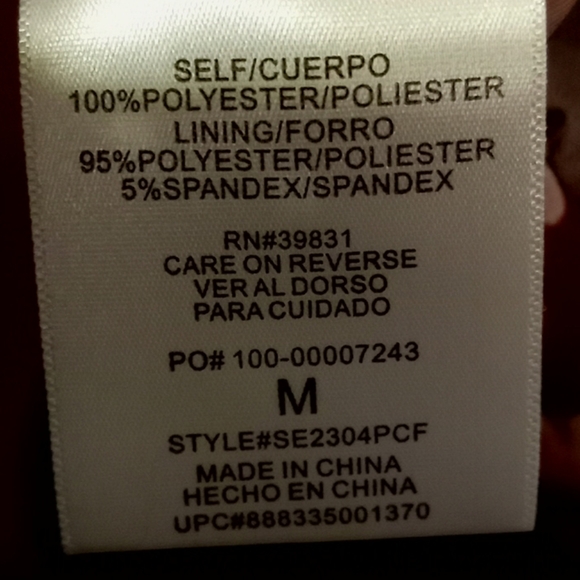 SELF/CUERPO
100%POLYESTER/POLIESTER
LINING/FORRO
95%POLYESTER/POLIESTER
5%SPANDEX/SPANDEX
RN#39831
CARE ON REVERSE
VER AL DORSO
PARA CUIDADO
PO# 100-00007243
M
STYLE#SE2304PCF
MADE IN CHINA
HECHO EN CHINA
UPC#888335001370